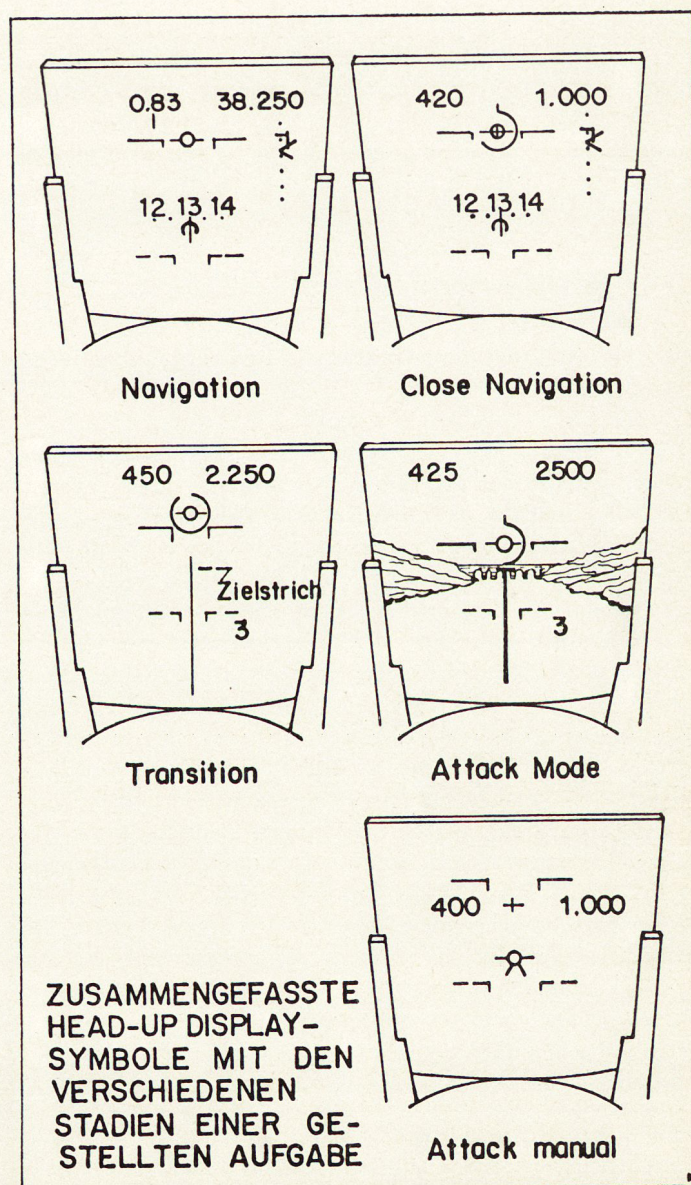 0.83 38.250
12.13.14
Navigation
420 1.000
12.13.14
Close Navigation
450 2.250
Zielstrich
3
Transition
425 2500
3
Attack Mode
400 + 1.000
Attack manual
ZUSAMMENGEFASSTE
HEAD-UP DISPLAY-
SYMBOLE MIT DEN
VERSCHIEDENEN
STADIEN EINER GE-
STELLTEN AUFGABE